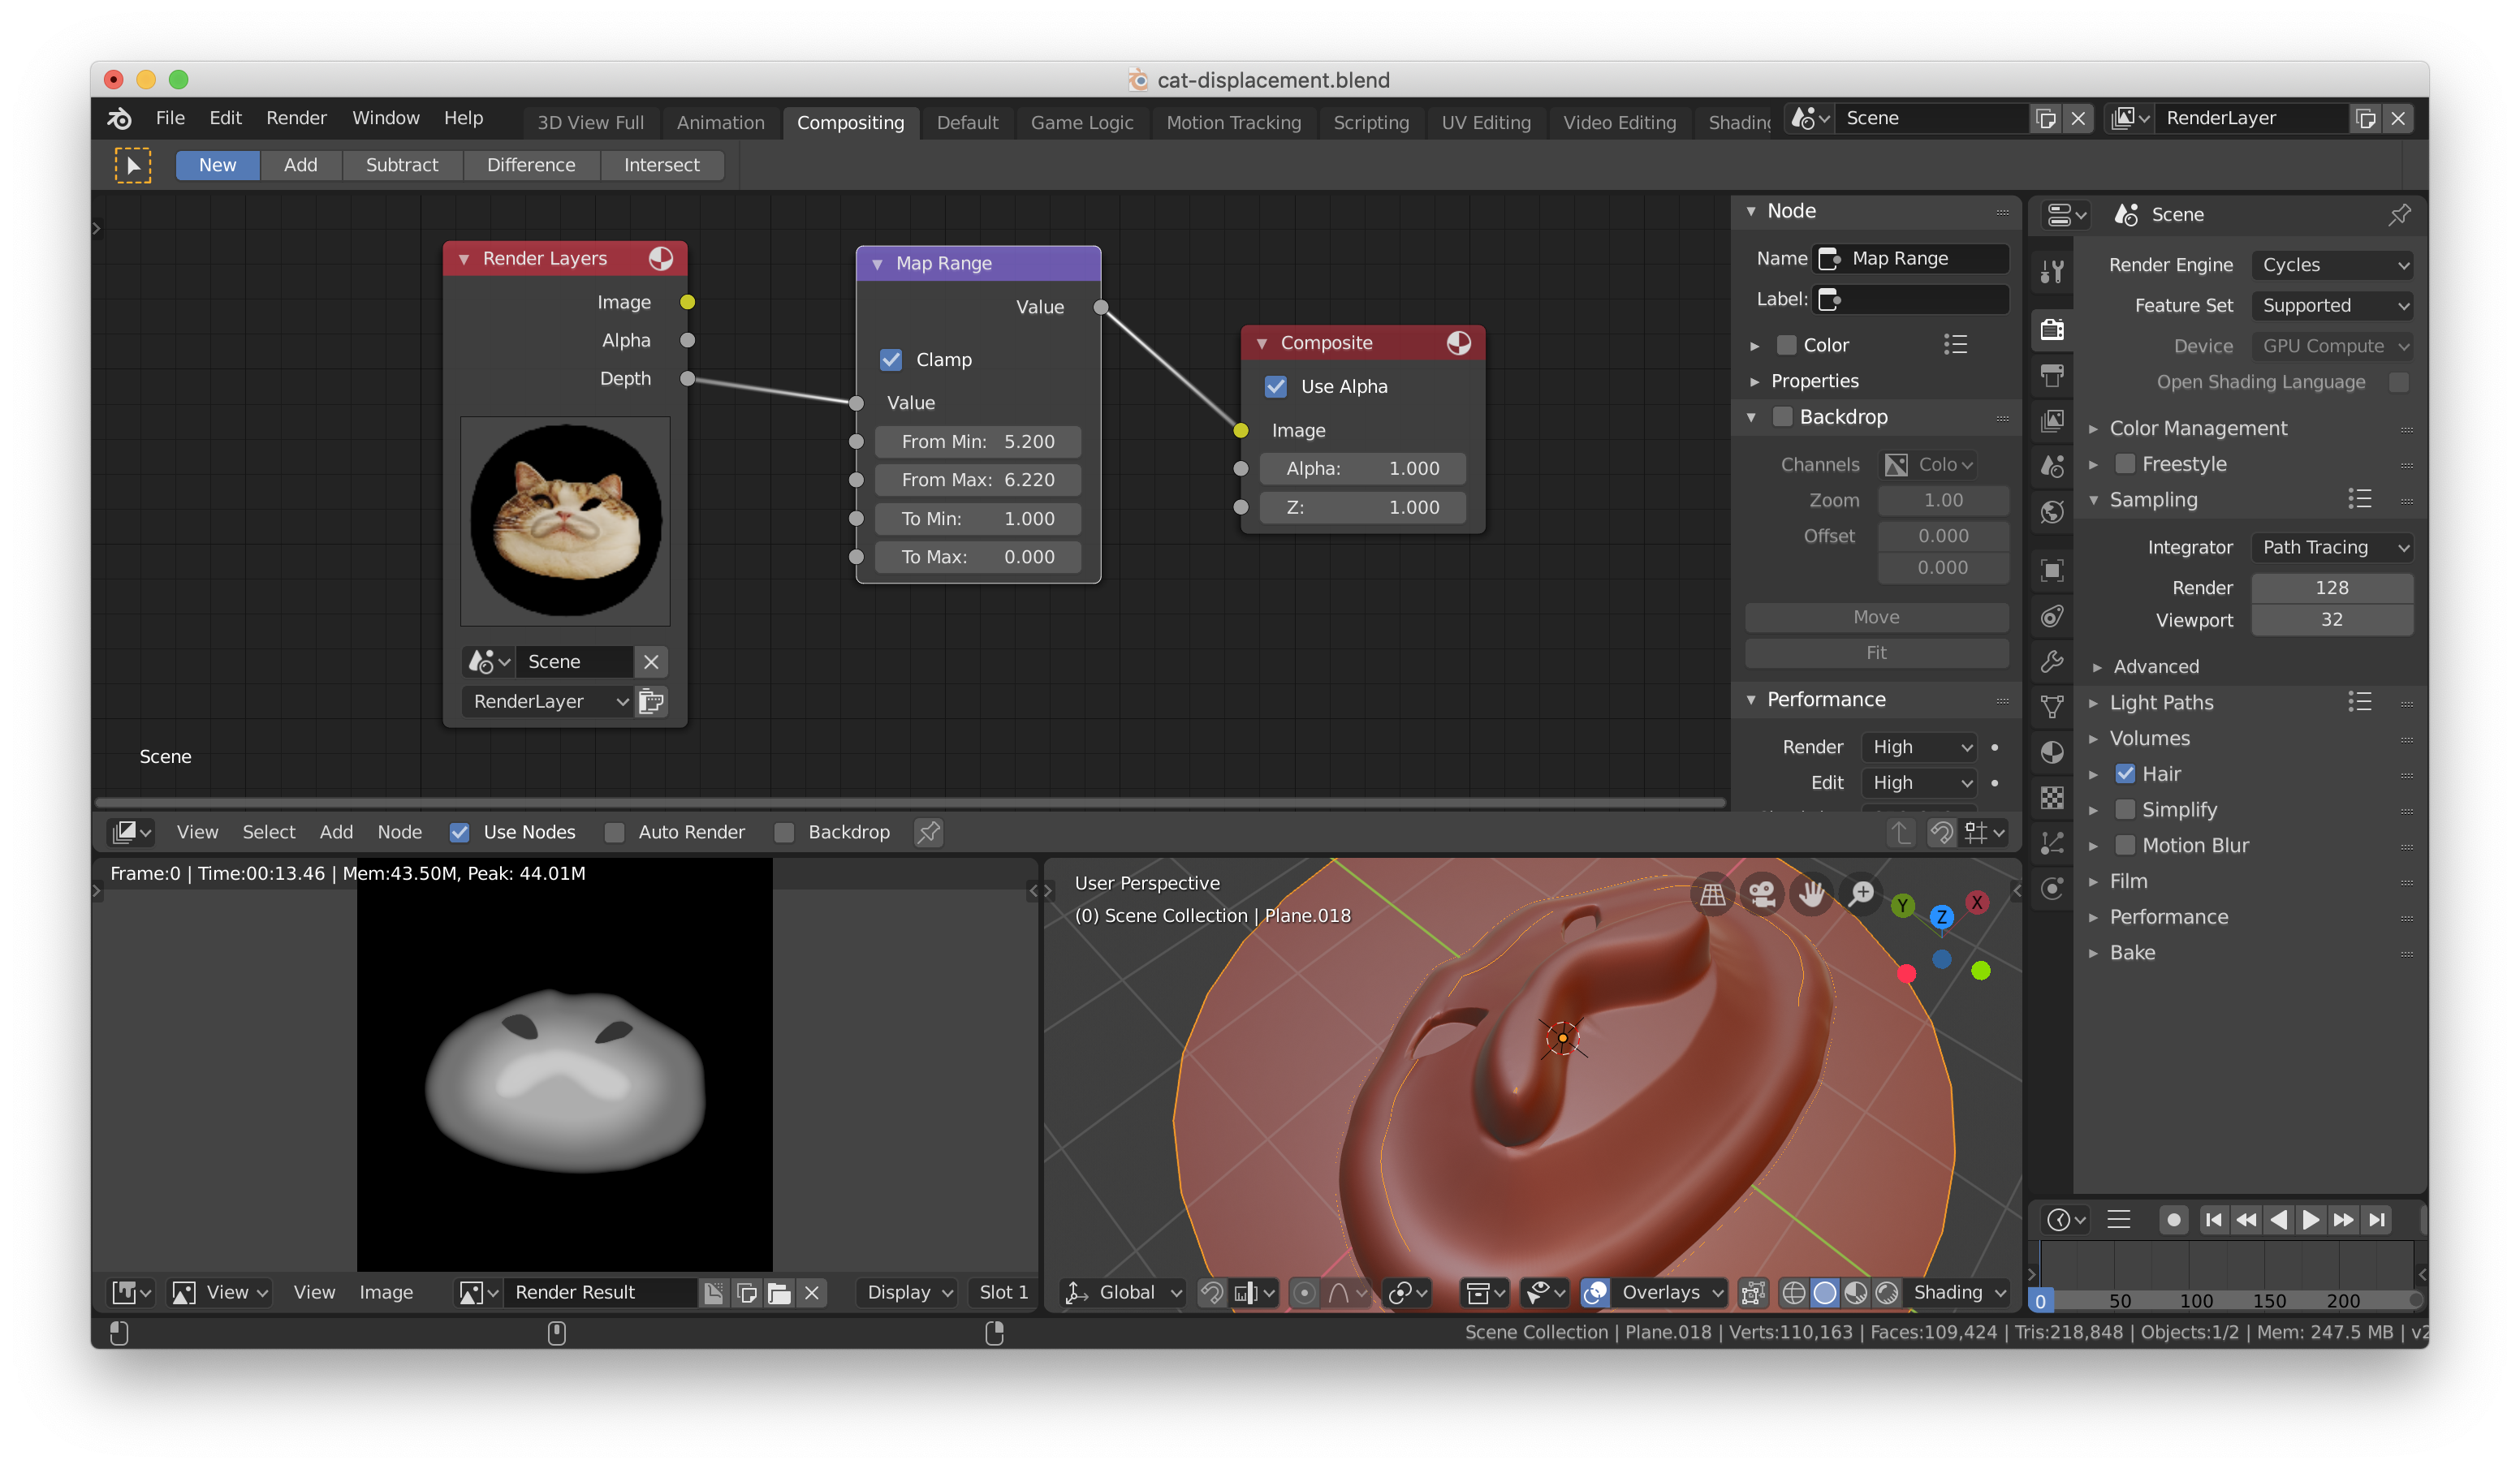 cat-displacement.blend
File Edit Render Window Help 3D View Full Animation Compositing Default Game Logic Motion Tracking Scripting UV Editing Video Editing Shading Scene RenderLayer
New Add Subtract Difference Intersect
Render Layers
Image
Alpha
Depth
Scene
RenderLayer
Map Range
Value
Clamp
Value
From Min: 5.200
From Max: 6.220
To Min: 1.000
To Max: 0.000
Composite
Use Alpha
Image
Alpha: 1.000
Z: 1.000
Scene
Node
Name Map Range
Label:
Color
Properties
Backdrop
Channels Colo
Zoom 1.00
Offset 0.000
0.000
Move
Fit
Performance
Render High
Edit High
Scene
Render Engine Cycles
Feature Set Supported
Device GPU Compute
Open Shading Language
Color Management
Freestyle
Sampling
Integrator Path Tracing
Render 128
Viewport 32
Advanced
Light Paths
Volumes
Hair
Simplify
Motion Blur
Film
Performance
Bake
View Select Add Node Use Nodes Auto Render Backdrop
Frame:0 | Time:00:13.46 | Mem:43.50M, Peak: 44.01M
User Perspective
(0) Scene Collection | Plane.018
Y Z X
View View Image Render Result Display Slot 1
Global Overlays Shading
0 50 100 150 200
Scene Collection | Plane.018 | Verts:110,163 | Faces:109,424 | Tris:218,848 | Objects:1/2 | Mem: 247.5 MB | v2